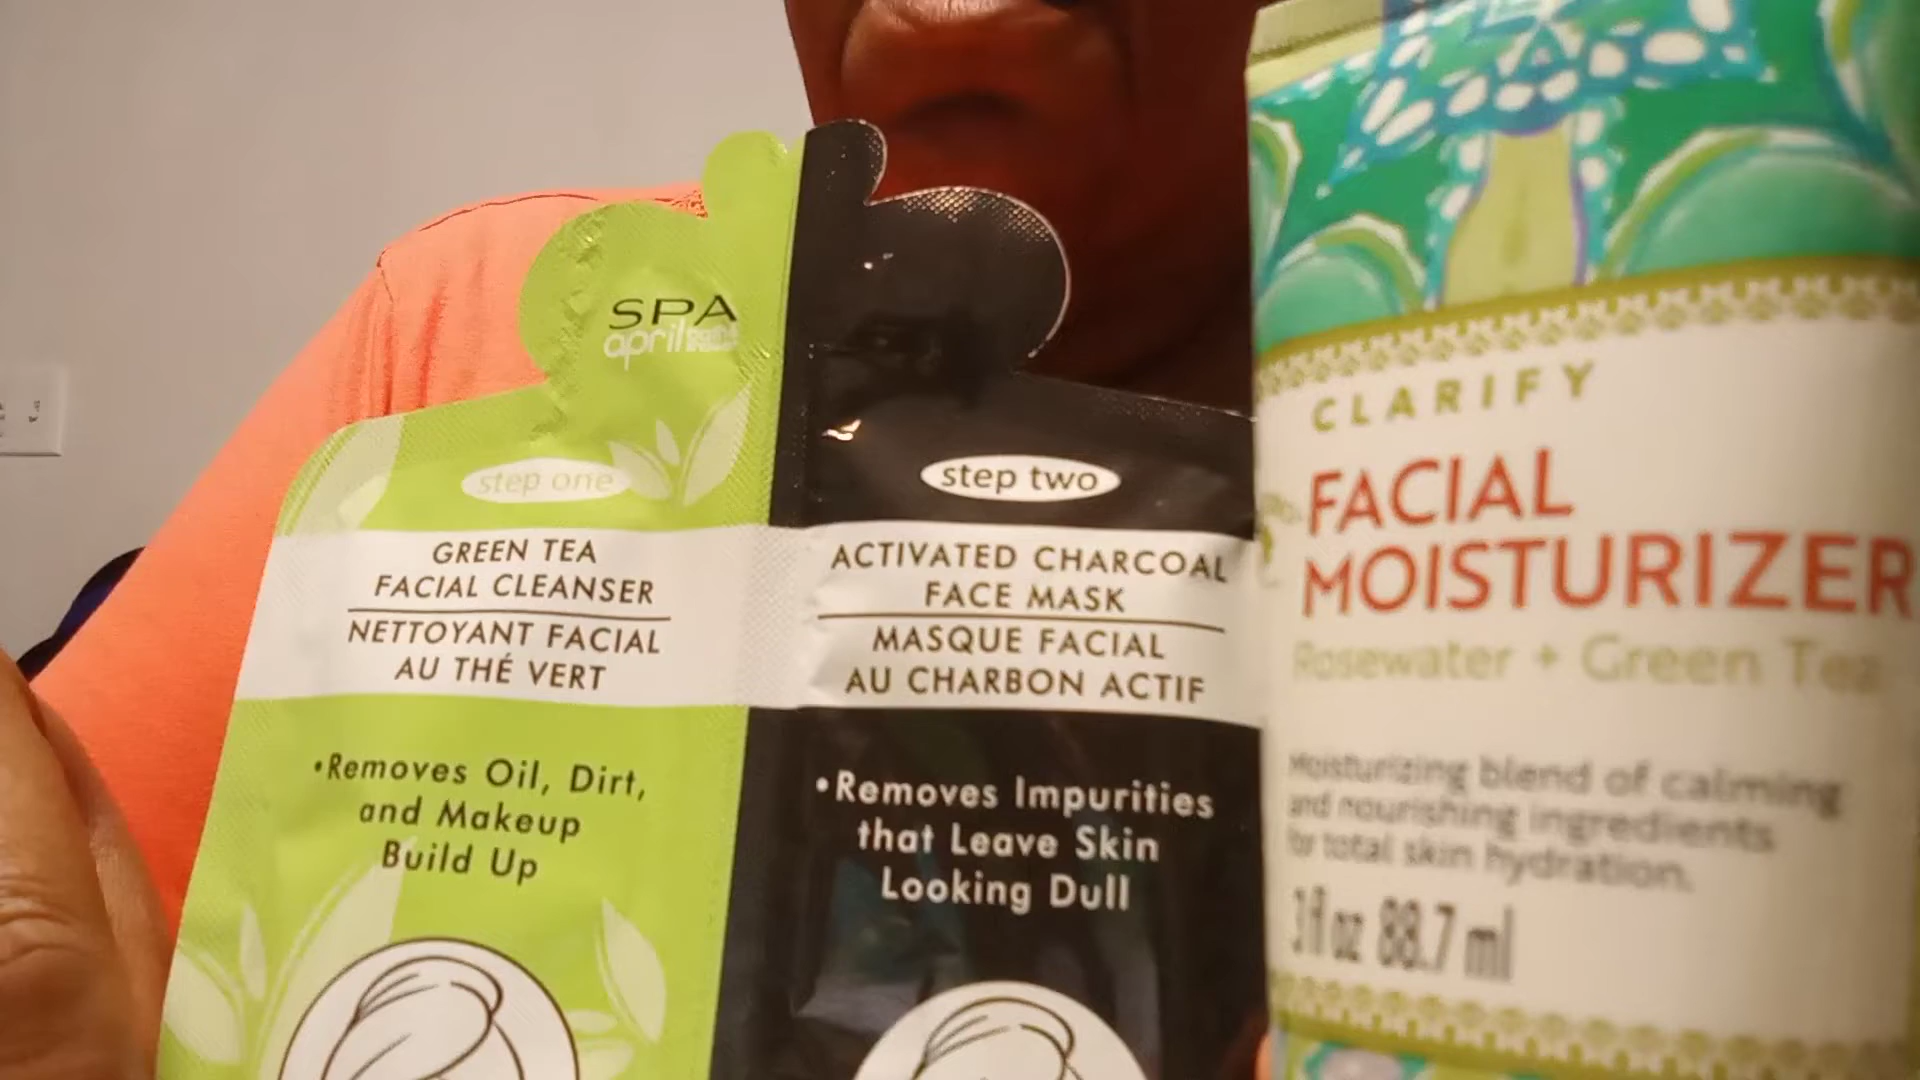 SPA
april
step one
GREEN TEA
FACIAL CLEANSER
NETTOYANT FACIAL
AU THÉ VERT
•Removes Oil, Dirt,
and Makeup
Build Up
step two
ACTIVATED CHARCOAL
FACE MASK
MASQUE FACIAL
AU CHARBON ACTIF
•Removes Impurities
that Leave Skin
Looking Dull
CLARIFY
FACIAL
MOISTURIZER
Rosewater + Green Tea
Moisturizing blend of calming
and nourishing ingredients
for total skin hydration.
3 fl oz 88.7 ml